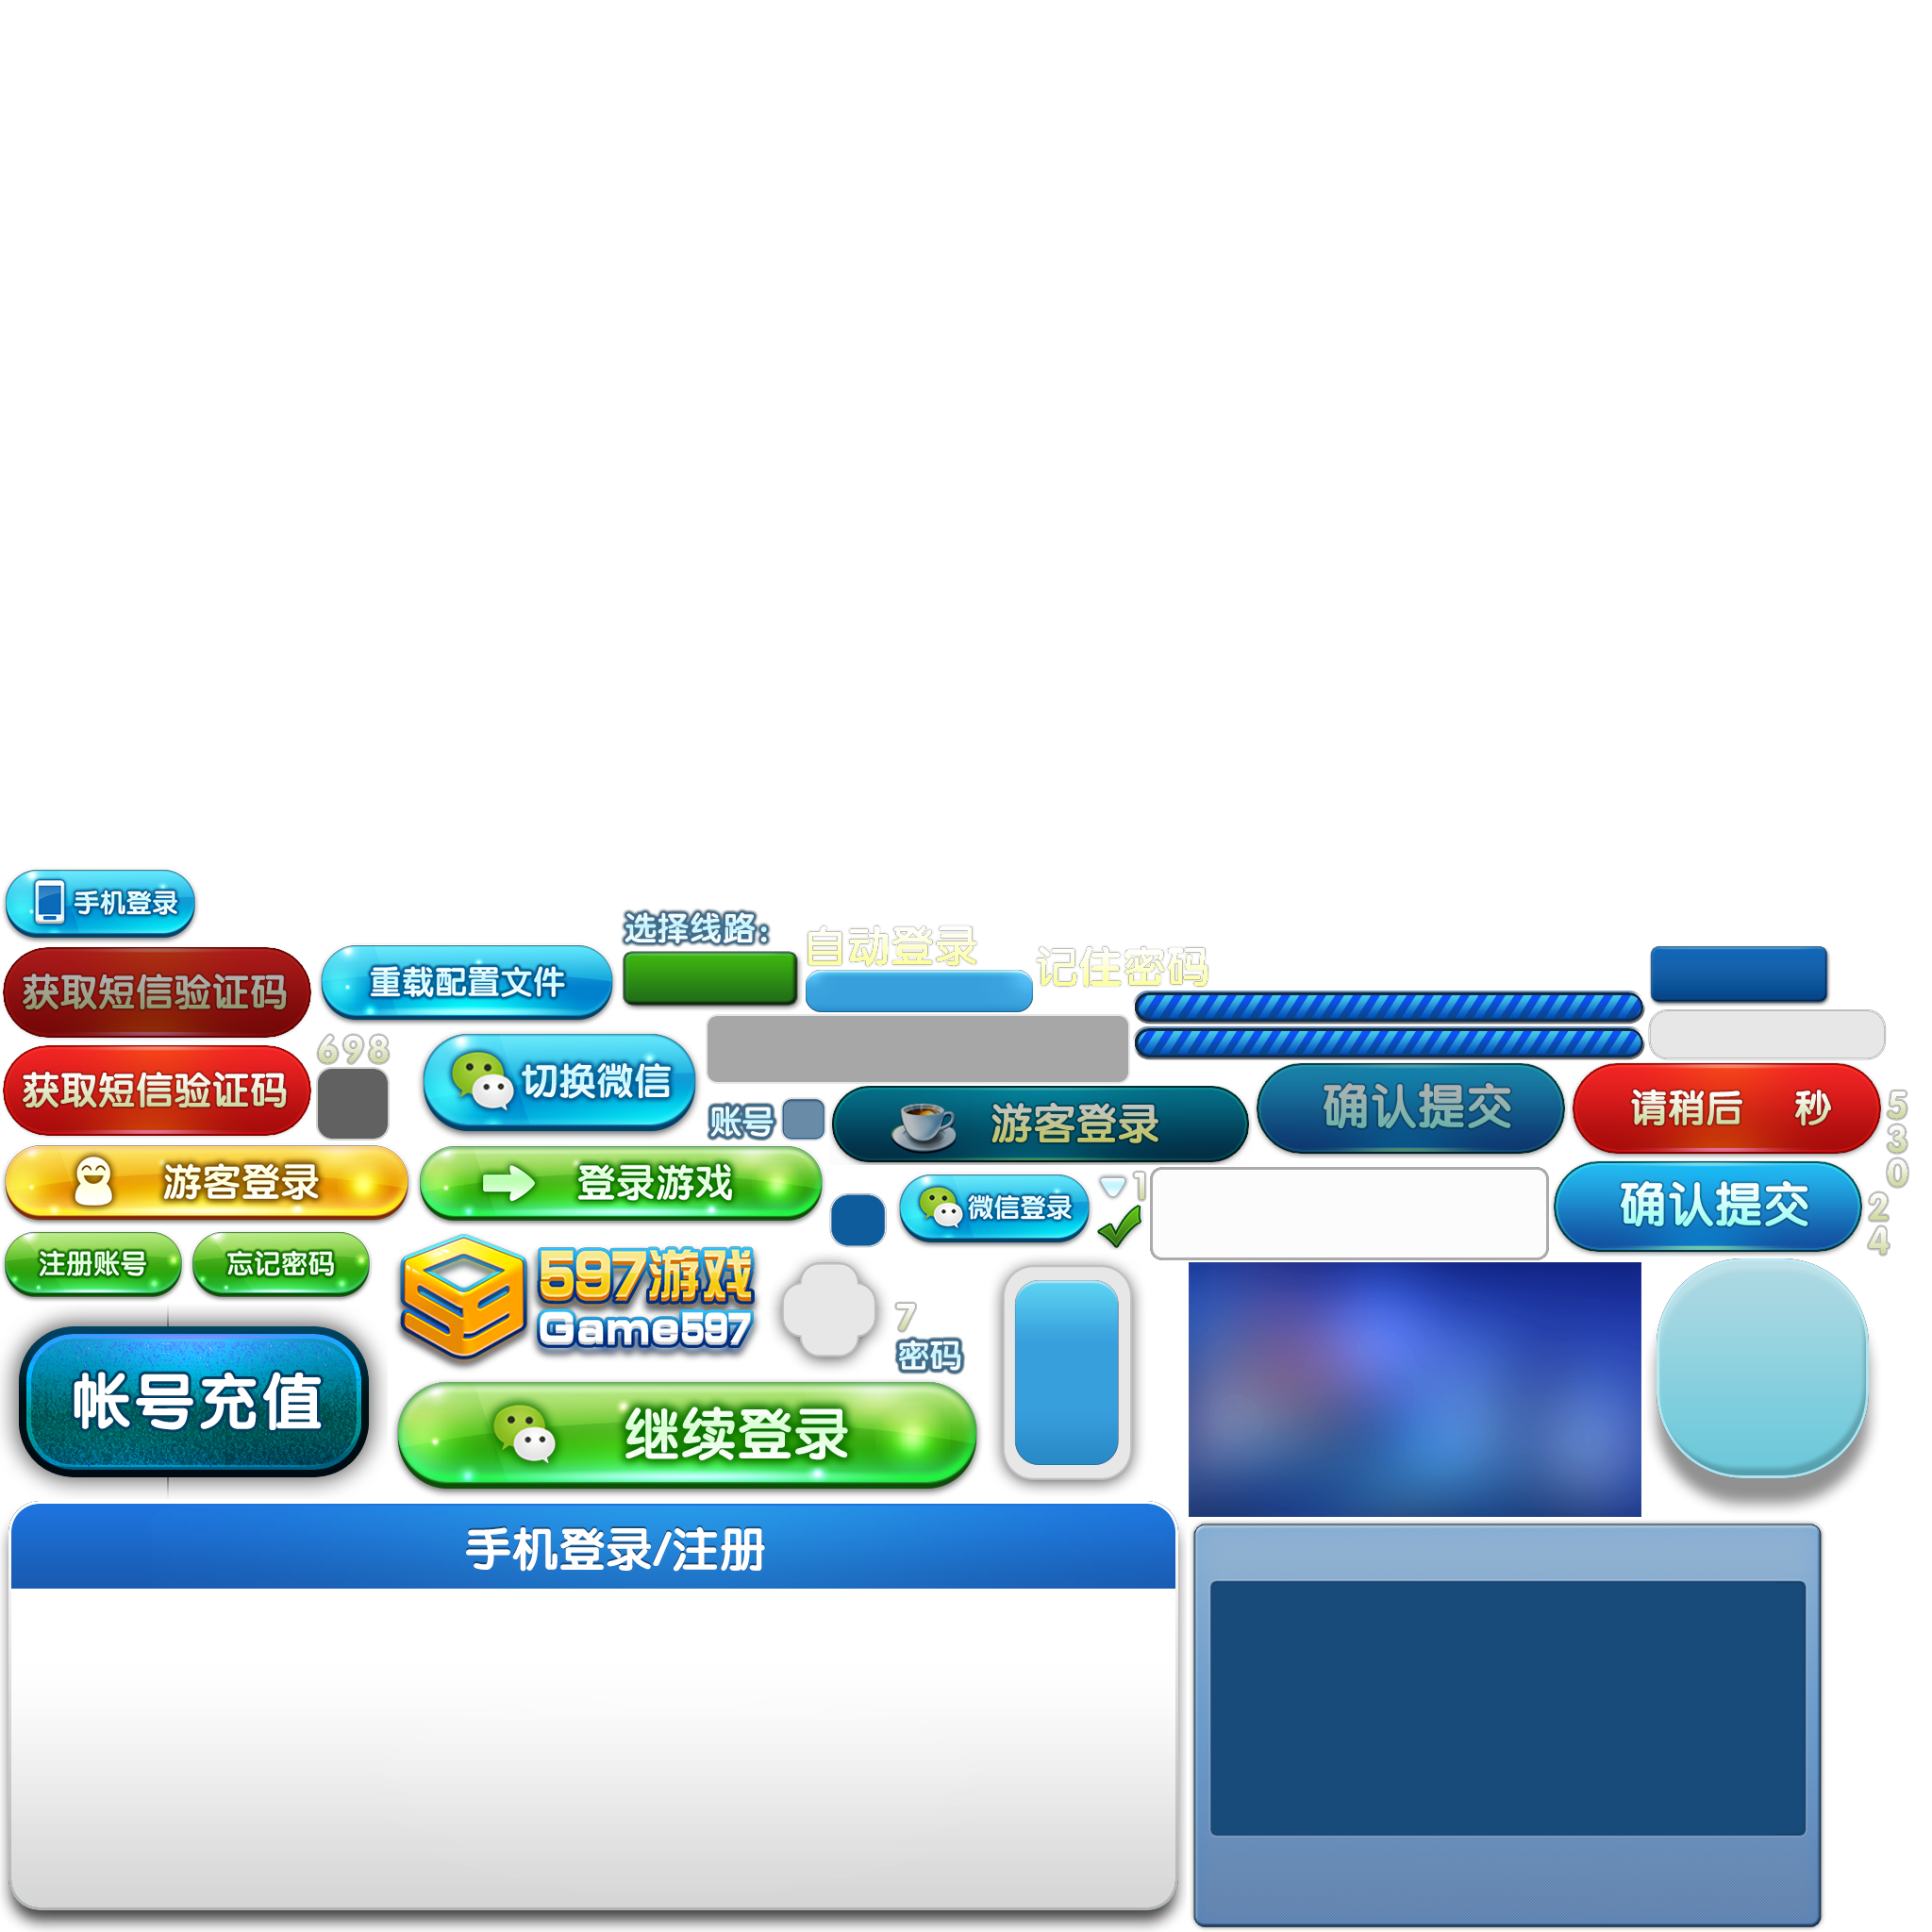 手机登录
选择线路：
自动登录
记住密码
获取短信验证码
重载配置文件
698
获取短信验证码
切换微信
账号
游客登录
确认提交
请稍后 秒
5
3
0
2
4
游客登录
登录游戏
微信登录
1
确认提交
注册账号
忘记密码
597游戏
Game597
7
密码
帐号充值
继续登录
手机登录/注册